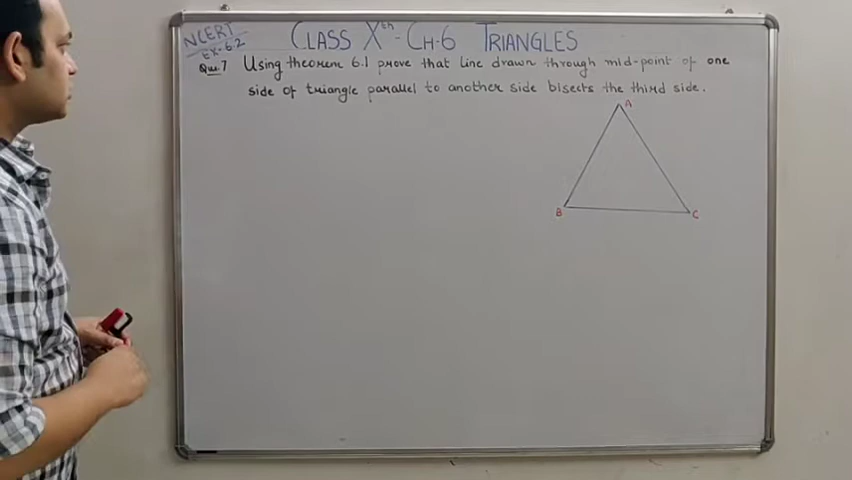 NCERT
EX-6.2
CLASS Xth - CH-6 TRIANGLES
Que.7 Using theorem 6.1 prove that line drawn through mid-point of one
side of triangle parallel to another side bisects the third side.
A
B
C